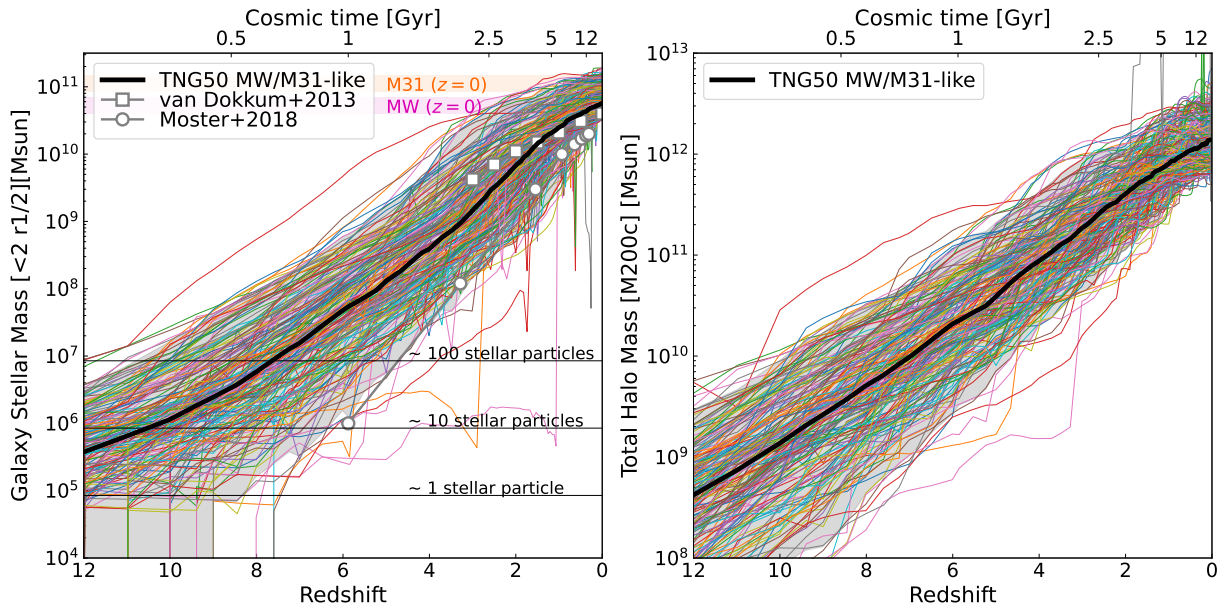 Cosmic time [Gyr]
0.5 1 2.5 5 12
10^11
10^10
10^9
10^8
10^7
10^6
10^5
10^4
Galaxy Stellar Mass [<2 r1/2][Msun]
TNG50 MW/M31-like
van Dokkum+2013
Moster+2018
M31 (z = 0)
MW (z = 0)
~ 100 stellar particles
~ 10 stellar particles
~ 1 stellar particle
12 10 8 6 4 2 0
Redshift
Cosmic time [Gyr]
0.5 1 2.5 5 12
10^13
10^12
10^11
10^10
10^9
10^8
Total Halo Mass [M200c] [Msun]
TNG50 MW/M31-like
12 10 8 6 4 2 0
Redshift